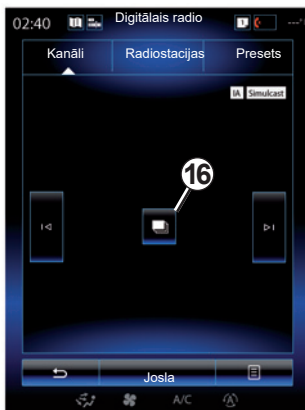 02:40 Digitālais radio
Kanāli Radiostacijas Presets
IA Simulcast
16
Josla
A/C